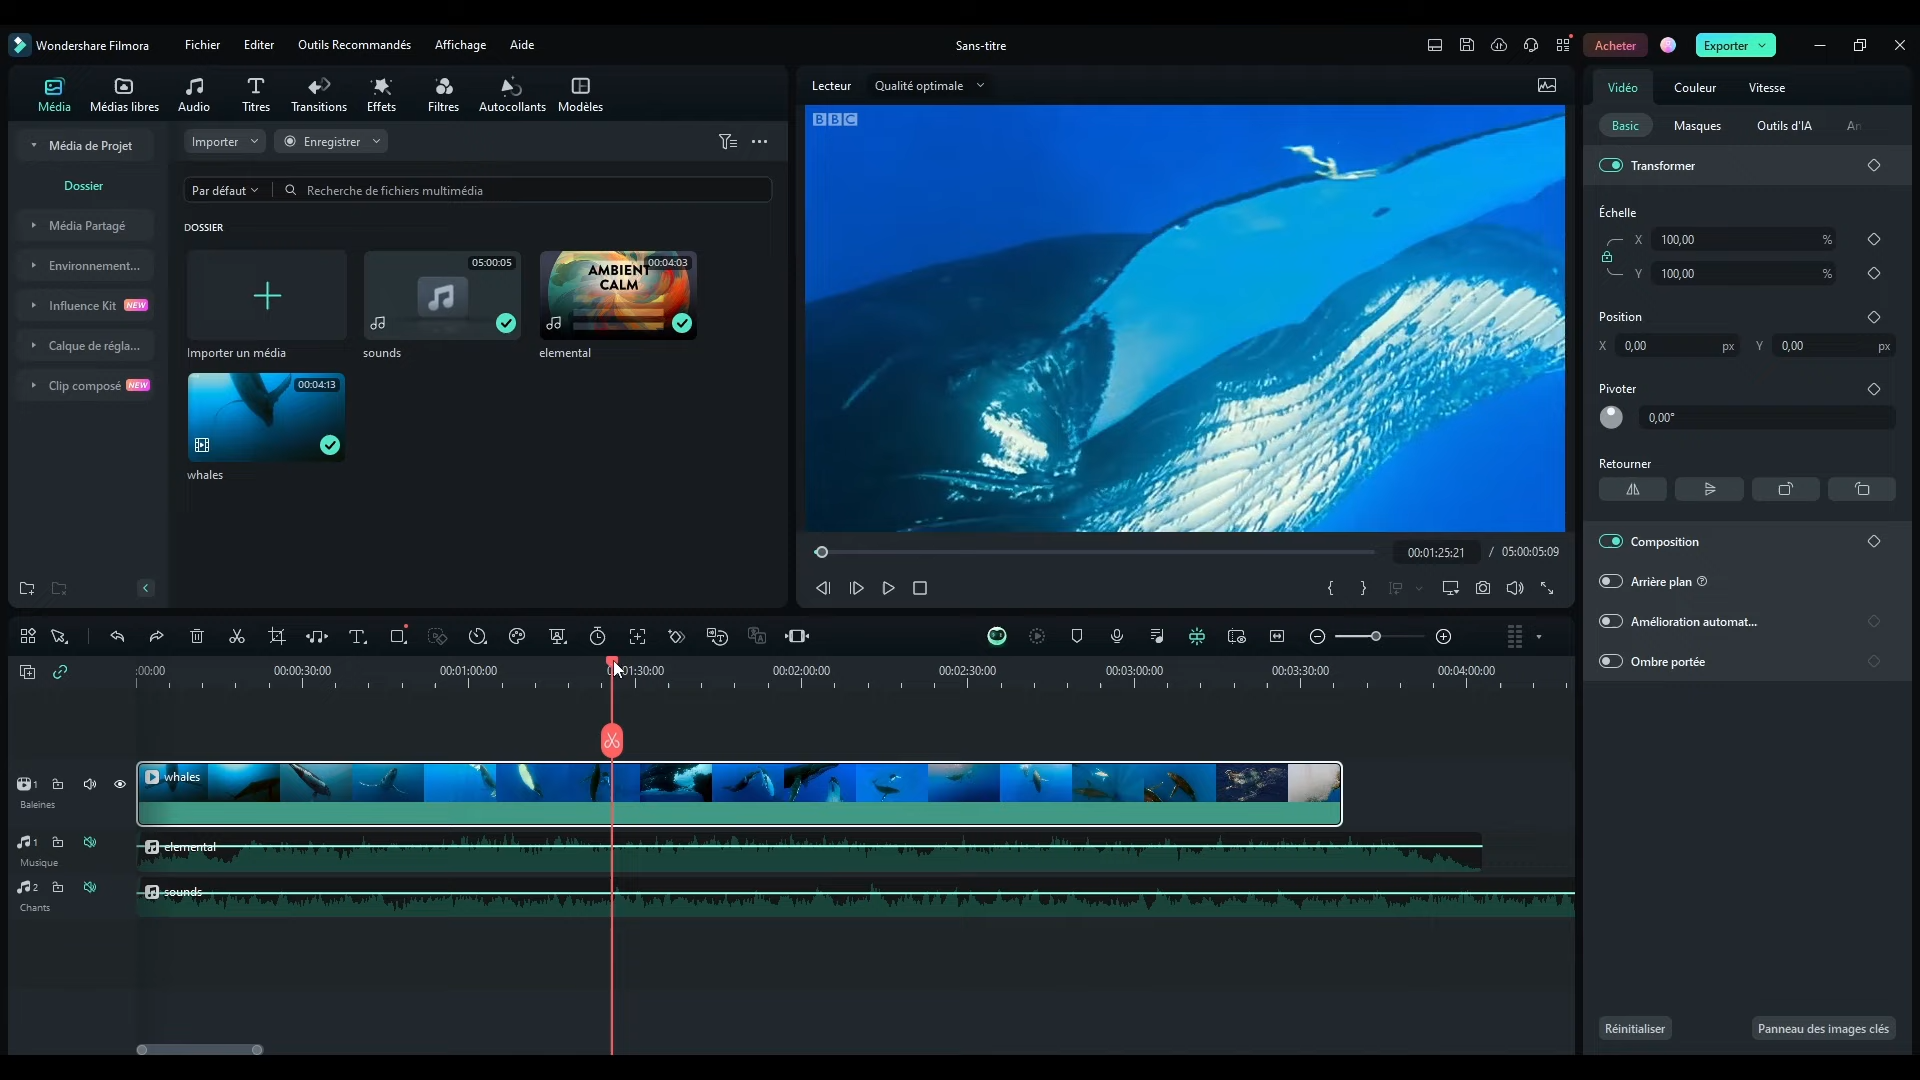 Wondershare Filmora
Fichier
Editer
Outils Recommandés
Affichage
Aide
Sans-titre
Acheter
Exporter
Média
Médias libres
Audio
Titres
Transitions
Effets
Filtres
Autocollants
Modèles
Média de Projet
Dossier
Média Partagé
Environnement...
Influence Kit NEW
Calque de régla...
Clip composé NEW
Importer
Enregistrer
Par défaut
Recherche de fichiers multimédia
DOSSIER
Importer un média
05:00:05
sounds
AMBIENT
CALM
00:04:03
elemental
00:04:13
whales
Lecteur
Qualité optimale
BBC
00:01:25:21 / 05:00:05:09
Vidéo
Couleur
Vitesse
Basic
Masques
Outils d'IA
An
Transformer
Échelle
X 100,00 %
Y 100,00 %
Position
X 0,00 px Y 0,00 px
Pivoter
0,00°
Retourner
Composition
Arrière plan ?
Amélioration automat...
Ombre portée
Réinitialiser
Panneau des images clés
:00:00 00:00:30:00 00:01:00:00 01:30:00 00:02:00:00 00:02:30:00 00:03:00:00 00:03:30:00 00:04:00:00
1
Baleines
whales
1
Musique
elemental
2
Chants
sounds